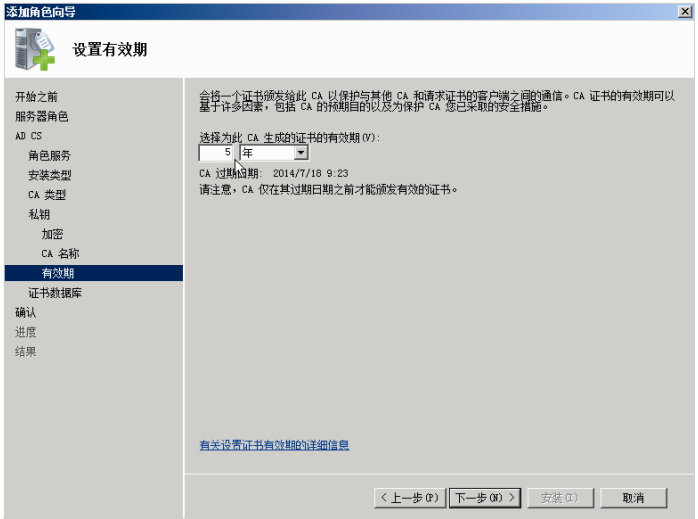 添加角色向导
设置有效期
开始之前
服务器角色
AD CS
角色服务
安装类型
CA 类型
私钥
加密
CA 名称
有效期
证书数据库
确认
进度
结果
会将一个证书颁发给此 CA 以保护与其他 CA 和请求证书的客户端之间的通信。CA 证书的有效期可以
基于许多因素，包括 CA 的预期目的以及为保护 CA 您已采取的安全措施。
选择为此 CA 生成的证书的有效期(V):
5 年
CA 过期日期: 2014/7/18 9:23
请注意，CA 仅在其过期日期之前才能颁发有效的证书。
有关设置证书有效期的详细信息
< 上一步(P) 下一步(N) > 安装(I) 取消